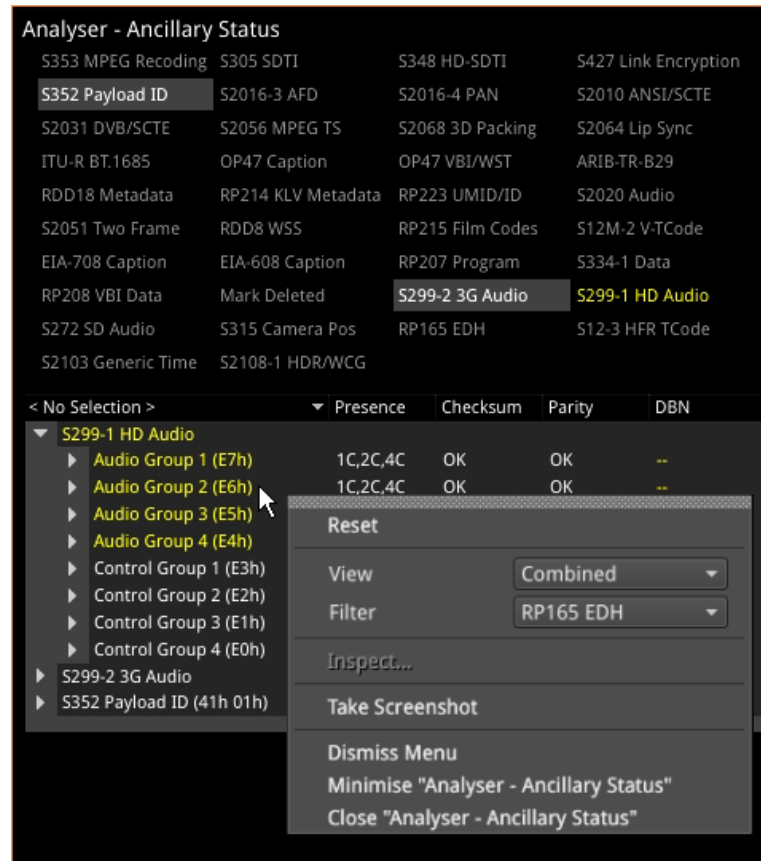 Analyser - Ancillary Status
S353 MPEG Recording S305 SDTI S348 HD-SDTI S427 Link Encryption
S352 Payload ID S2016-3 AFD S2016-4 PAN S2010 ANSI/SCTE
S2031 DVB/SCTE S2056 MPEG TS S2068 3D Packing S2064 Lip Sync
ITU-R BT.1685 OP47 Caption OP47 VBI/WST ARIB-TR-B29
RDD18 Metadata RP214 KLV Metadata RP223 UMID/ID S2020 Audio
S2051 Two Frame RDD8 WSS RP215 Film Codes S12M-2 V-TCode
EIA-708 Caption EIA-608 Caption RP207 Program S334-1 Data
RP208 VBI Data Mark Deleted S299-2 3G Audio S299-1 HD Audio
S272 SD Audio S315 Camera Pos RP165 EDH S12-3 HFR TCode
S2103 Generic Time S2108-1 HDR/WCG
< No Selection > Presence Checksum Parity DBN
S299-1 HD Audio
Audio Group 1 (E7h) 1C,2C,4C OK OK --
Audio Group 2 (E6h) 1C,2C,4C OK OK --
Audio Group 3 (E5h)
Audio Group 4 (E4h)
Control Group 1 (E3h)
Control Group 2 (E2h)
Control Group 3 (E1h)
Control Group 4 (E0h)
S299-2 3G Audio
S352 Payload ID (41h 01h)
Reset
View Combined
Filter RP165 EDH
Inspect...
Take Screenshot
Dismiss Menu
Minimise "Analyser - Ancillary Status"
Close "Analyser - Ancillary Status"